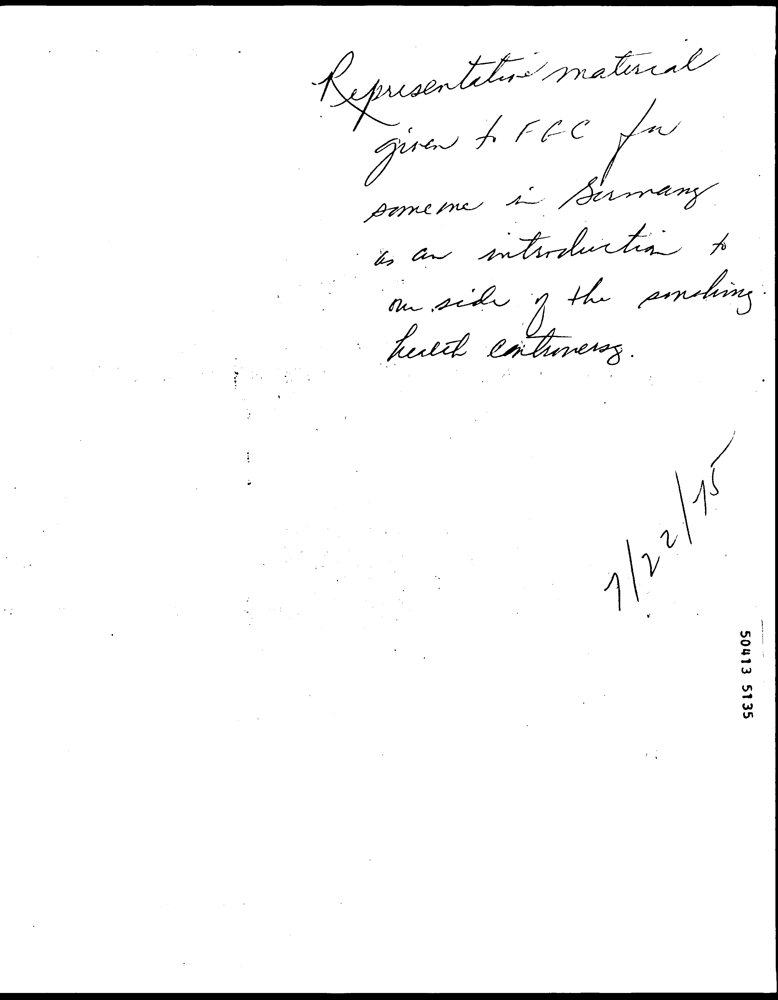 Representative material
given to FGC for
someone in Germany
as an introduction to
our side of the smoking
health controversy.
7/22/75
50413 5135